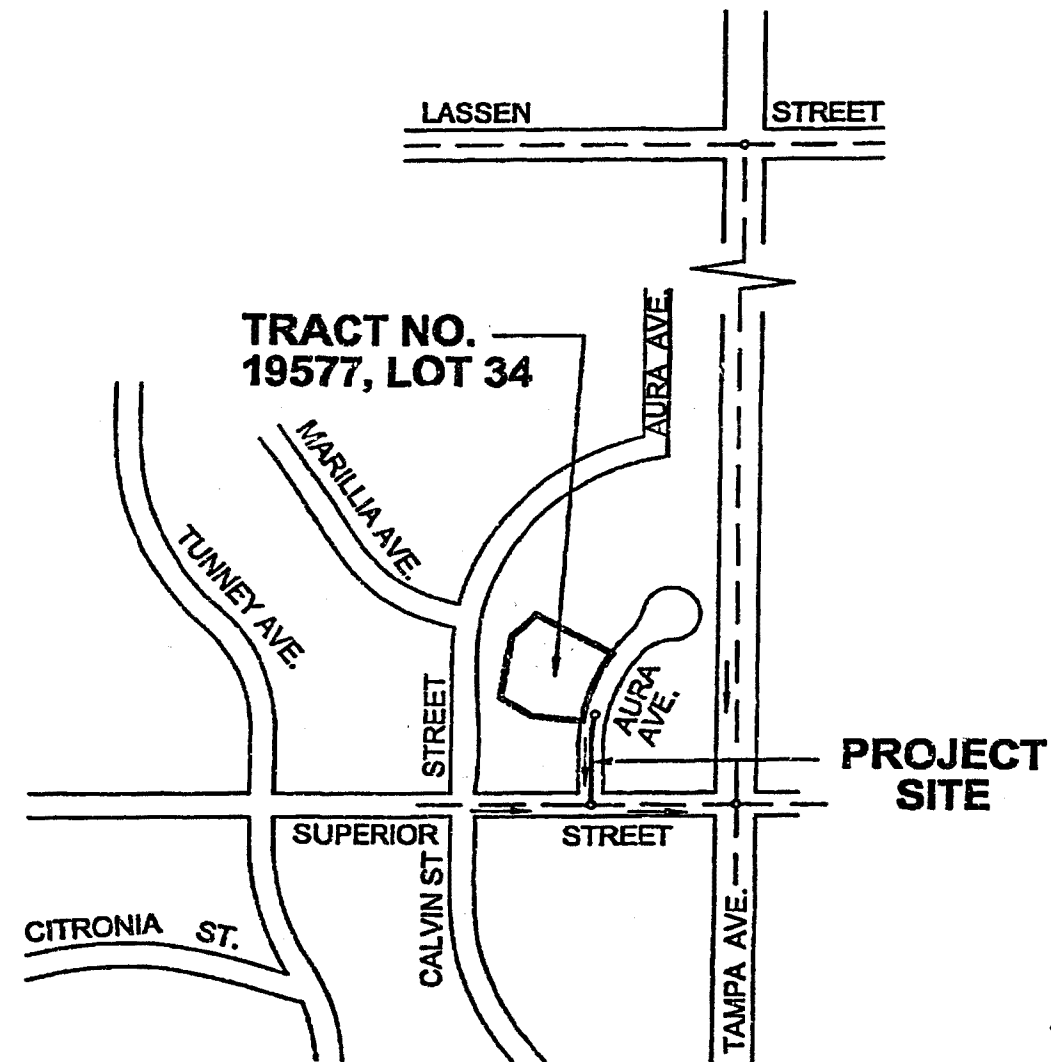 LASSEN STREET
TRACT NO.
19577, LOT 34
AURA AVE.
MARILLIA AVE.
TUNNEY AVE.
STREET
AURA
AVE.
PROJECT
SITE
SUPERIOR STREET
CALVIN ST
CITRONIA ST.
TAMPA AVE.